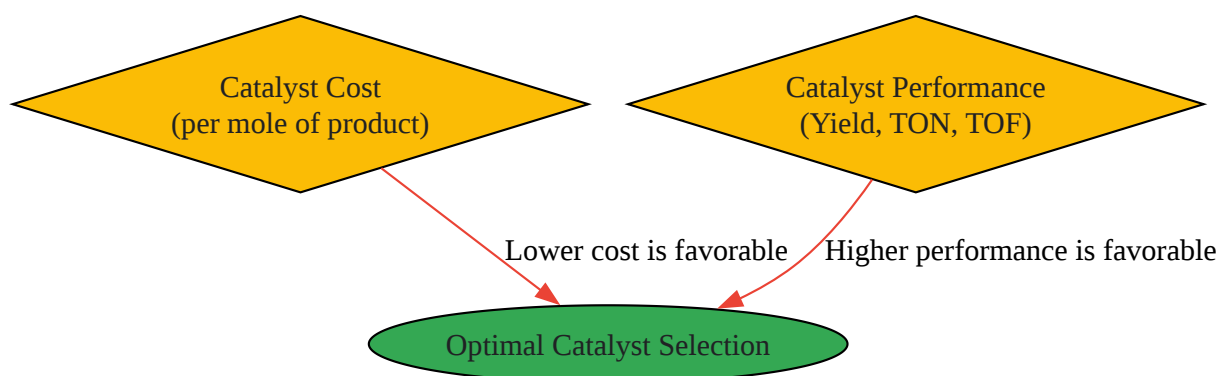 Catalyst Cost
(per mole of product)
Catalyst Performance
(Yield, TON, TOF)
Lower cost is favorable
Higher performance is favorable
Optimal Catalyst Selection